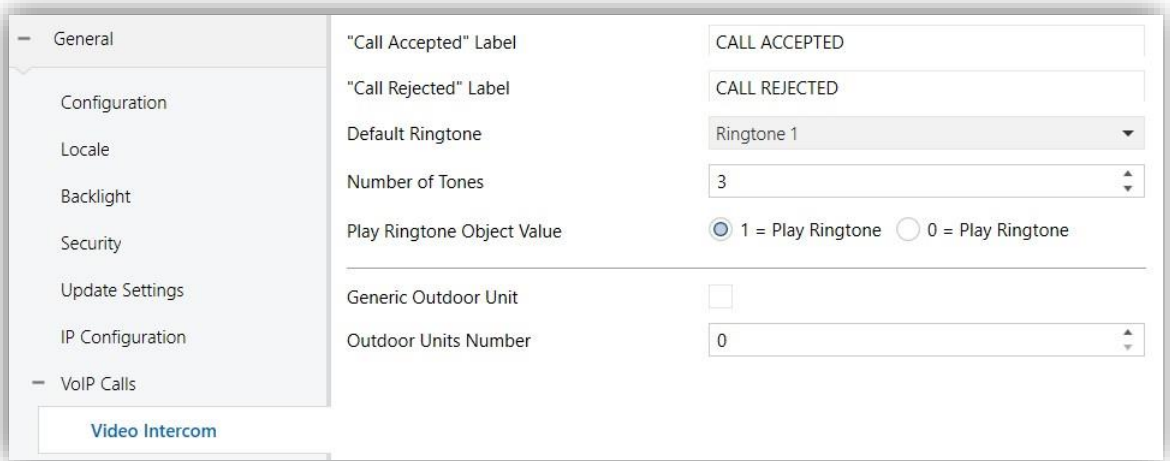 General
Configuration
Locale
Backlight
Security
Update Settings
IP Configuration
VoIP Calls
Video Intercom
"Call Accepted" Label CALL ACCEPTED
"Call Rejected" Label CALL REJECTED
Default Ringtone Ringtone 1
Number of Tones 3
Play Ringtone Object Value 1 = Play Ringtone 0 = Play Ringtone
Generic Outdoor Unit
Outdoor Units Number 0